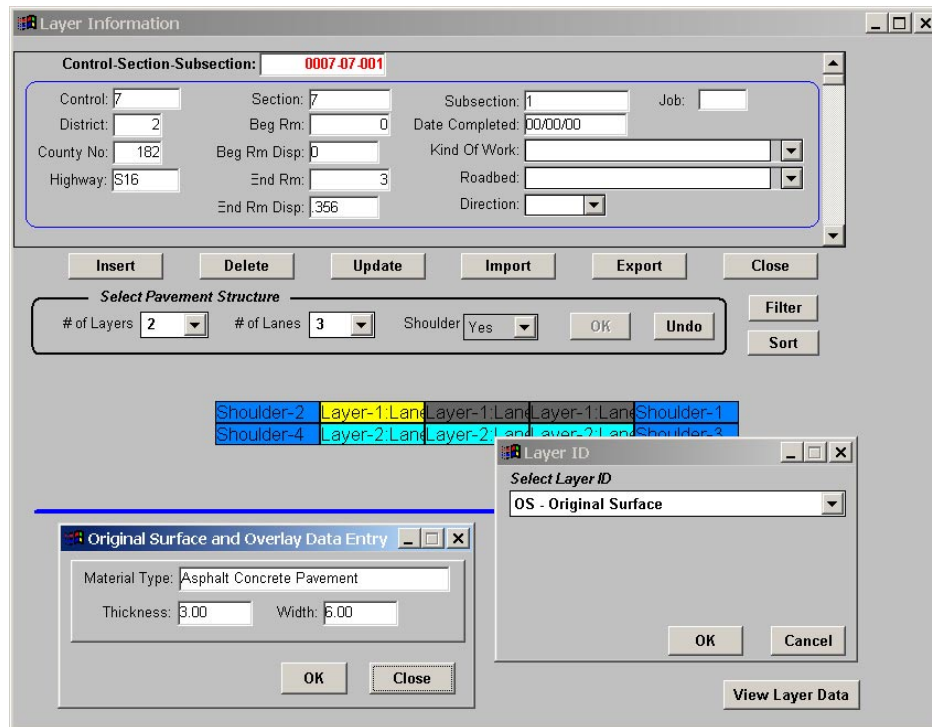 Layer Information
Control-Section-Subsection: 0007-07-001
Control: 7 Section: 7 Subsection: 1 Job:
District: 2 Beg Rm: 0 Date Completed: 00/00/00
County No: 182 Beg Rm Disp: 0 Kind Of Work:
Highway: S16 End Rm: 3 Roadbed:
End Rm Disp: .356 Direction:
Insert Delete Update Import Export Close
Select Pavement Structure
# of Layers 2 # of Lanes 3 Shoulder Yes OK Undo
Filter
Sort
Shoulder-2 Layer-1:Lane Layer-1:Lane Layer-1:Lane Shoulder-1
Shoulder-4 Layer-2:Lane Layer-2:Lane Layer-2:Lane Shoulder-3
Layer ID
Select Layer ID
OS - Original Surface
OK Cancel
Original Surface and Overlay Data Entry
Material Type: Asphalt Concrete Pavement
Thickness: 3.00 Width: 6.00
OK Close
View Layer Data